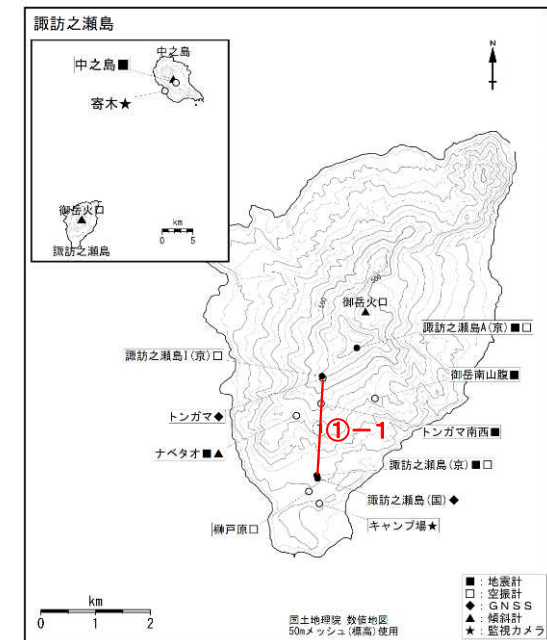 諏訪之瀬島
中之島
中之島■
寄木★
御岳火口
諏訪之瀬島
km
0 5
N
500
御岳火口
諏訪之瀬島A(京)■□
諏訪之瀬島I(京)□
御岳南山腹■
トンガマ◆
①－1
トンガマ南西■
ナベタオ■▲
諏訪之瀬島(京)■□
諏訪之瀬島(国)◆
榊戸原□
キャンプ場★
km
0 1 2
国土地理院 数値地図
50mメッシュ(標高)使用
■：地震計
□：空振計
◆：GNSS
▲：傾斜計
★：監視カメラ